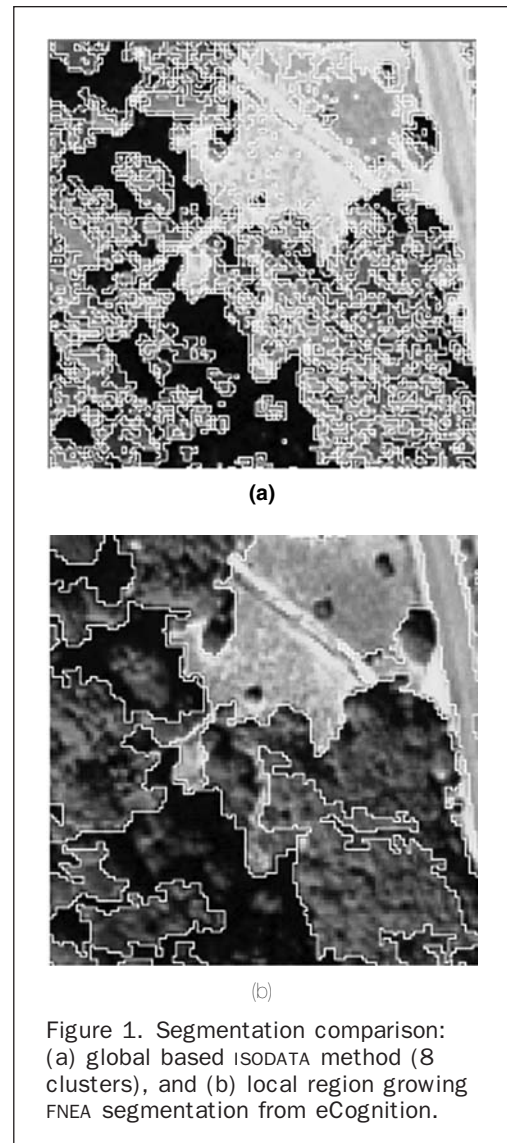 (a)
(b)
Figure 1. Segmentation comparison:
(a) global based ISODATA method (8
clusters), and (b) local region growing
FNEA segmentation from eCognition.